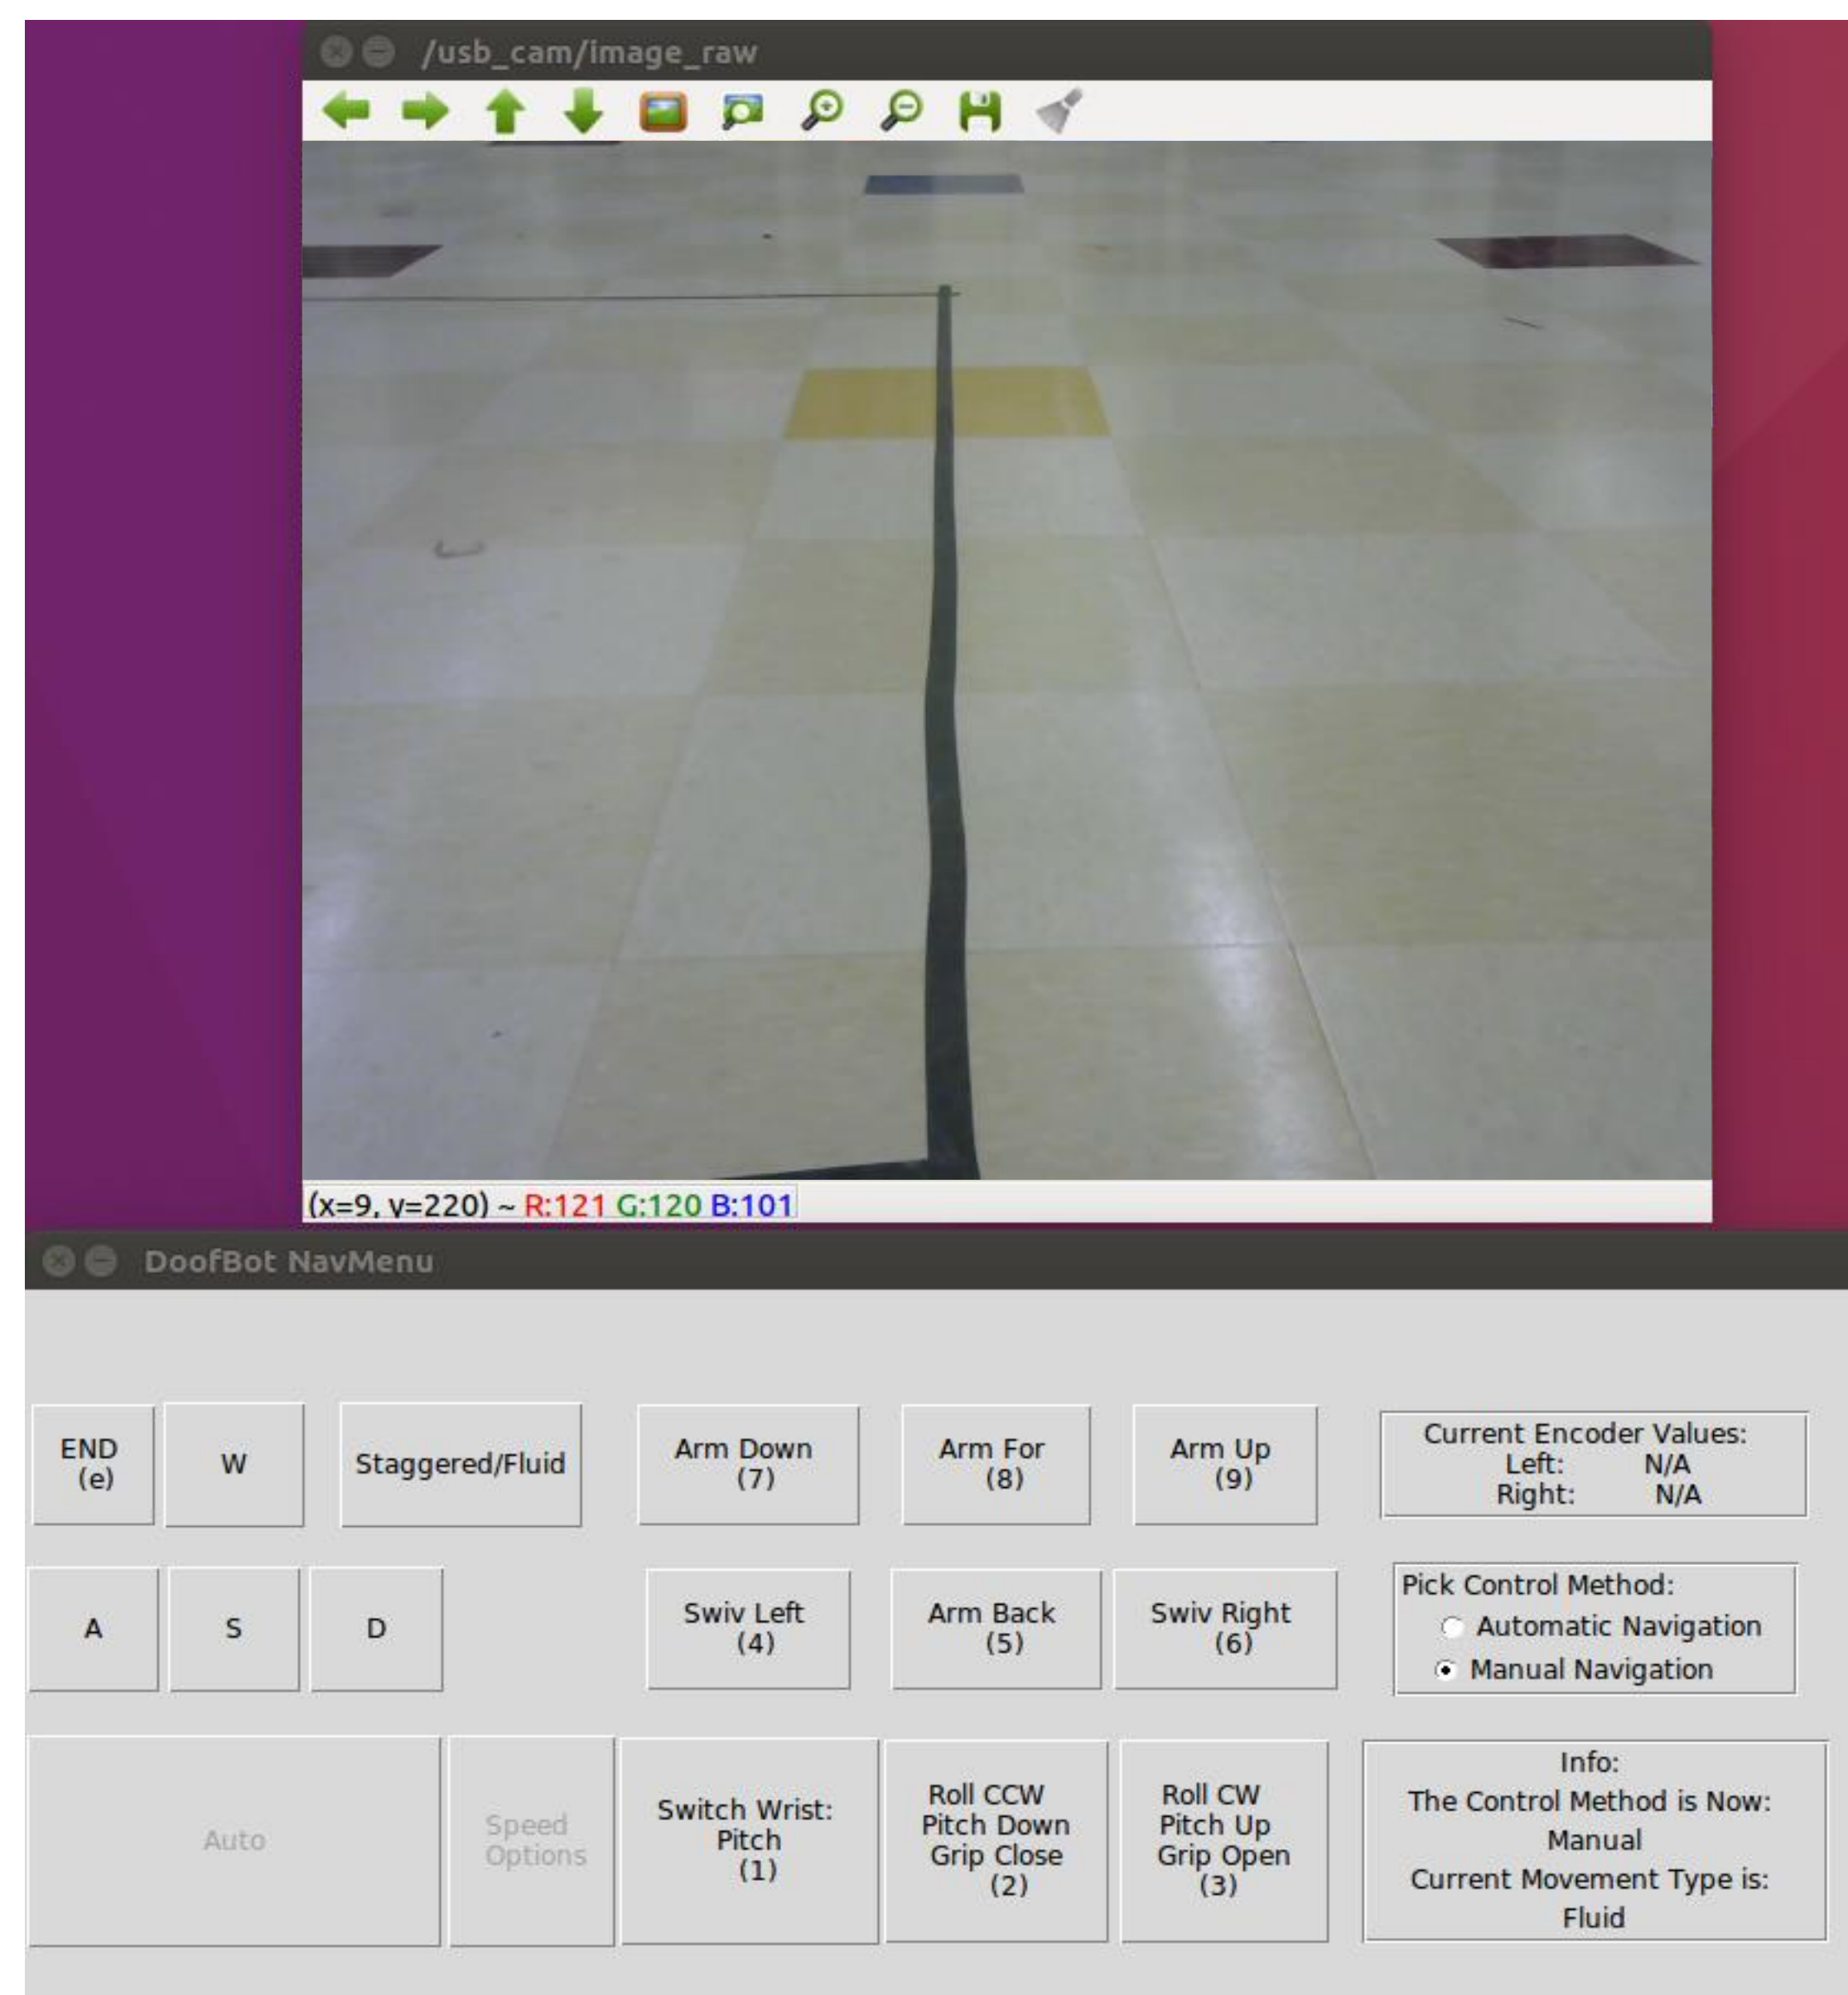 /usb_cam/image_raw
(x=9, y=220) ~ R:121 G:120 B:101
DoofBot NavMenu
END
(e)
W
Staggered/Fluid
Arm Down
(7)
Arm For
(8)
Arm Up
(9)
Current Encoder Values:
Left: N/A
Right: N/A
A
S
D
Swiv Left
(4)
Arm Back
(5)
Swiv Right
(6)
Pick Control Method:
Automatic Navigation
Manual Navigation
Auto
Speed
Options
Switch Wrist:
Pitch
(1)
Roll CCW
Pitch Down
Grip Close
(2)
Roll CW
Pitch Up
Grip Open
(3)
Info:
The Control Method is Now:
Manual
Current Movement Type is:
Fluid